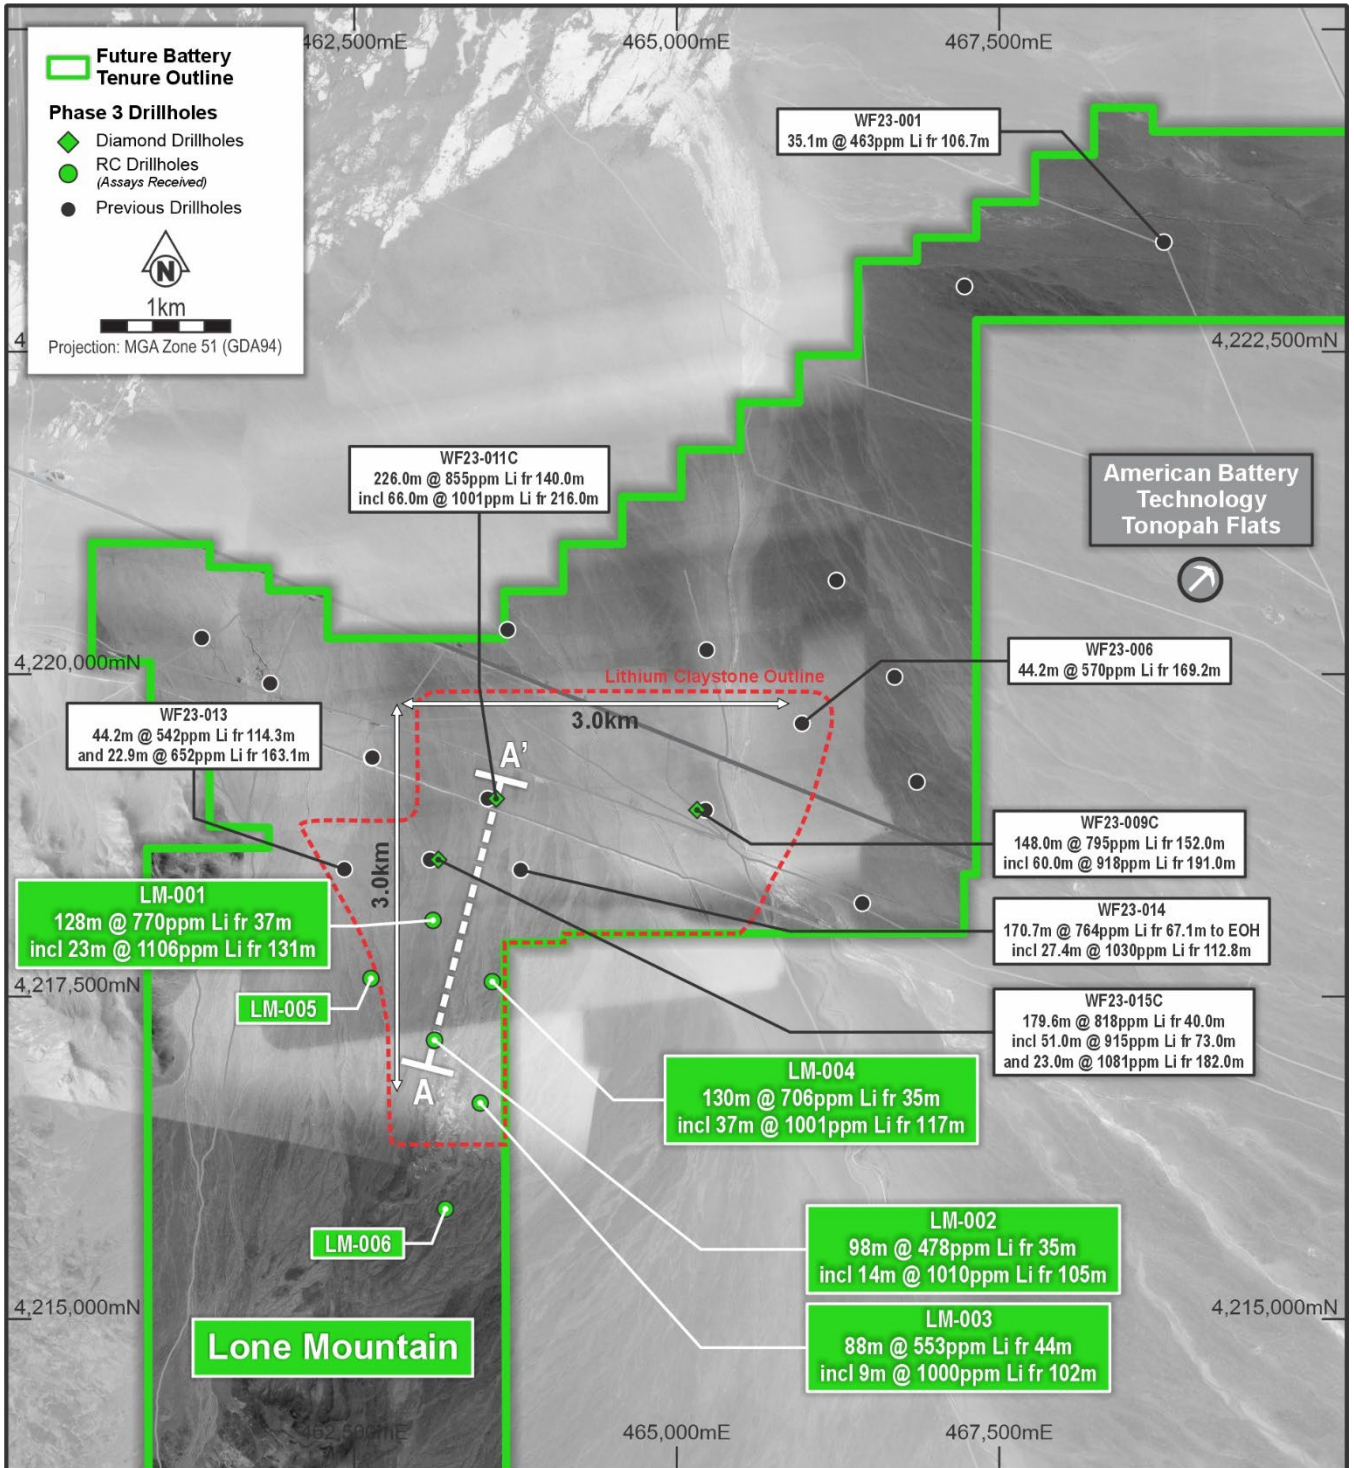 462,500mE
465,000mE
467,500mE
Future Battery
Tenure Outline
Phase 3 Drillholes
Diamond Drillholes
RC Drillholes
(Assays Received)
Previous Drillholes
N
1km
Projection: MGA Zone 51 (GDA94)
WF23-001
35.1m @ 463ppm Li fr 106.7m
4
4,222,500mN
WF23-011C
226.0m @ 855ppm Li fr 140.0m
incl 66.0m @ 1001ppm Li fr 216.0m
American Battery
Technology
Tonopah Flats
4,220,000mN
WF23-006
44.2m @ 570ppm Li fr 169.2m
Lithium Claystone Outline
3.0km
WF23-013
44.2m @ 542ppm Li fr 114.3m
and 22.9m @ 652ppm Li fr 163.1m
A’
3.0km
WF23-009C
148.0m @ 795ppm Li fr 152.0m
incl 60.0m @ 918ppm Li fr 191.0m
LM-001
128m @ 770ppm Li fr 37m
incl 23m @ 1106ppm Li fr 131m
WF23-014
170.7m @ 764ppm Li fr 67.1m to EOH
incl 27.4m @ 1030ppm Li fr 112.8m
4,217,500mN
LM-005
WF23-015C
179.6m @ 818ppm Li fr 40.0m
incl 51.0m @ 915ppm Li fr 73.0m
and 23.0m @ 1081ppm Li fr 182.0m
A
LM-004
130m @ 706ppm Li fr 35m
incl 37m @ 1001ppm Li fr 117m
LM-006
LM-002
98m @ 478ppm Li fr 35m
incl 14m @ 1010ppm Li fr 105m
4,215,000mN
4,215,000mN
LM-003
88m @ 553ppm Li fr 44m
incl 9m @ 1000ppm Li fr 102m
Lone Mountain
462,500mE
465,000mE
467,500mE